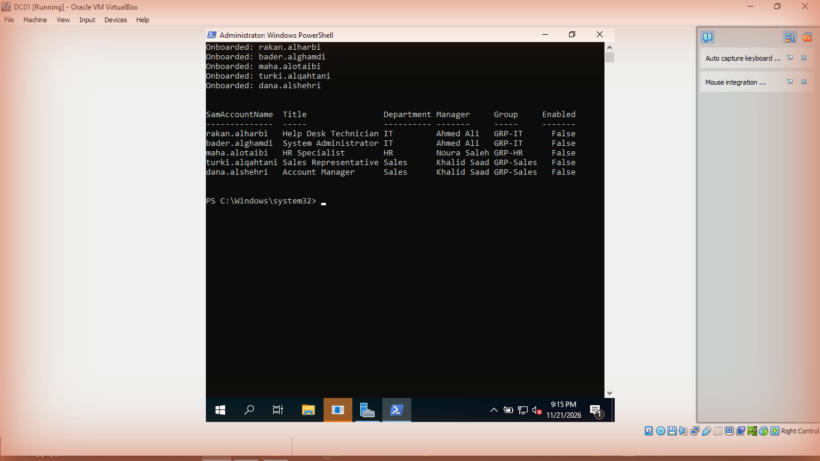 DC01 [Running] - Oracle VM VirtualBox
File Machine View Input Devices Help
Administrator: Windows PowerShell
Onboarded: rakan.alharbi
Onboarded: bader.alghamdi
Onboarded: maha.alotaibi
Onboarded: turki.alqahtani
Onboarded: dana.alshehri
SamAccountName Title Department Manager Group Enabled
-------------- ----- ---------- ------- ----- -------
rakan.alharbi Help Desk Technician IT Ahmed Ali GRP-IT False
bader.alghamdi System Administrator IT Ahmed Ali GRP-IT False
maha.alotaibi HR Specialist HR Noura Saleh GRP-HR False
turki.alqahtani Sales Representative Sales Khalid Saad GRP-Sales False
dana.alshehri Account Manager Sales Khalid Saad GRP-Sales False
PS C:\Windows\system32>
Auto capture keyboard ...
Mouse integration ...
9:15 PM
11/21/2026
1
Right Control